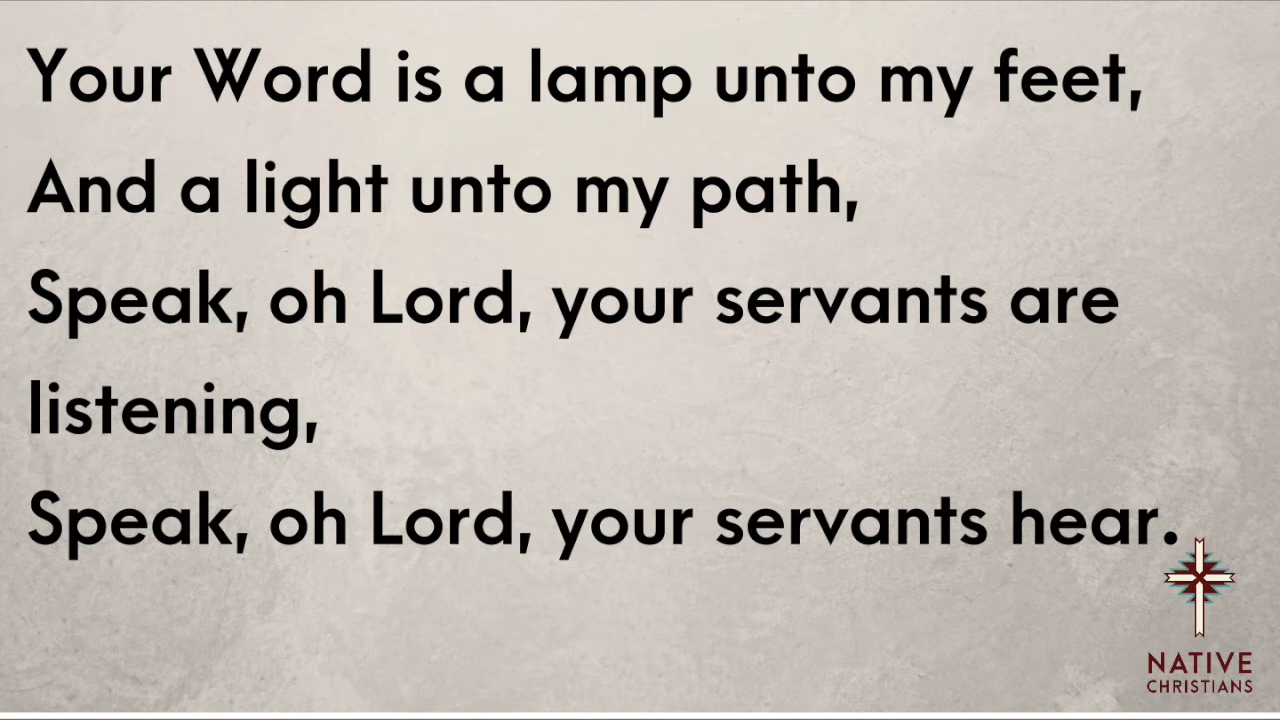 Your Word is a lamp unto my feet,
And a light unto my path,
Speak, oh Lord, your servants are
listening,
Speak, oh Lord, your servants hear.
NATIVE
CHRISTIANS